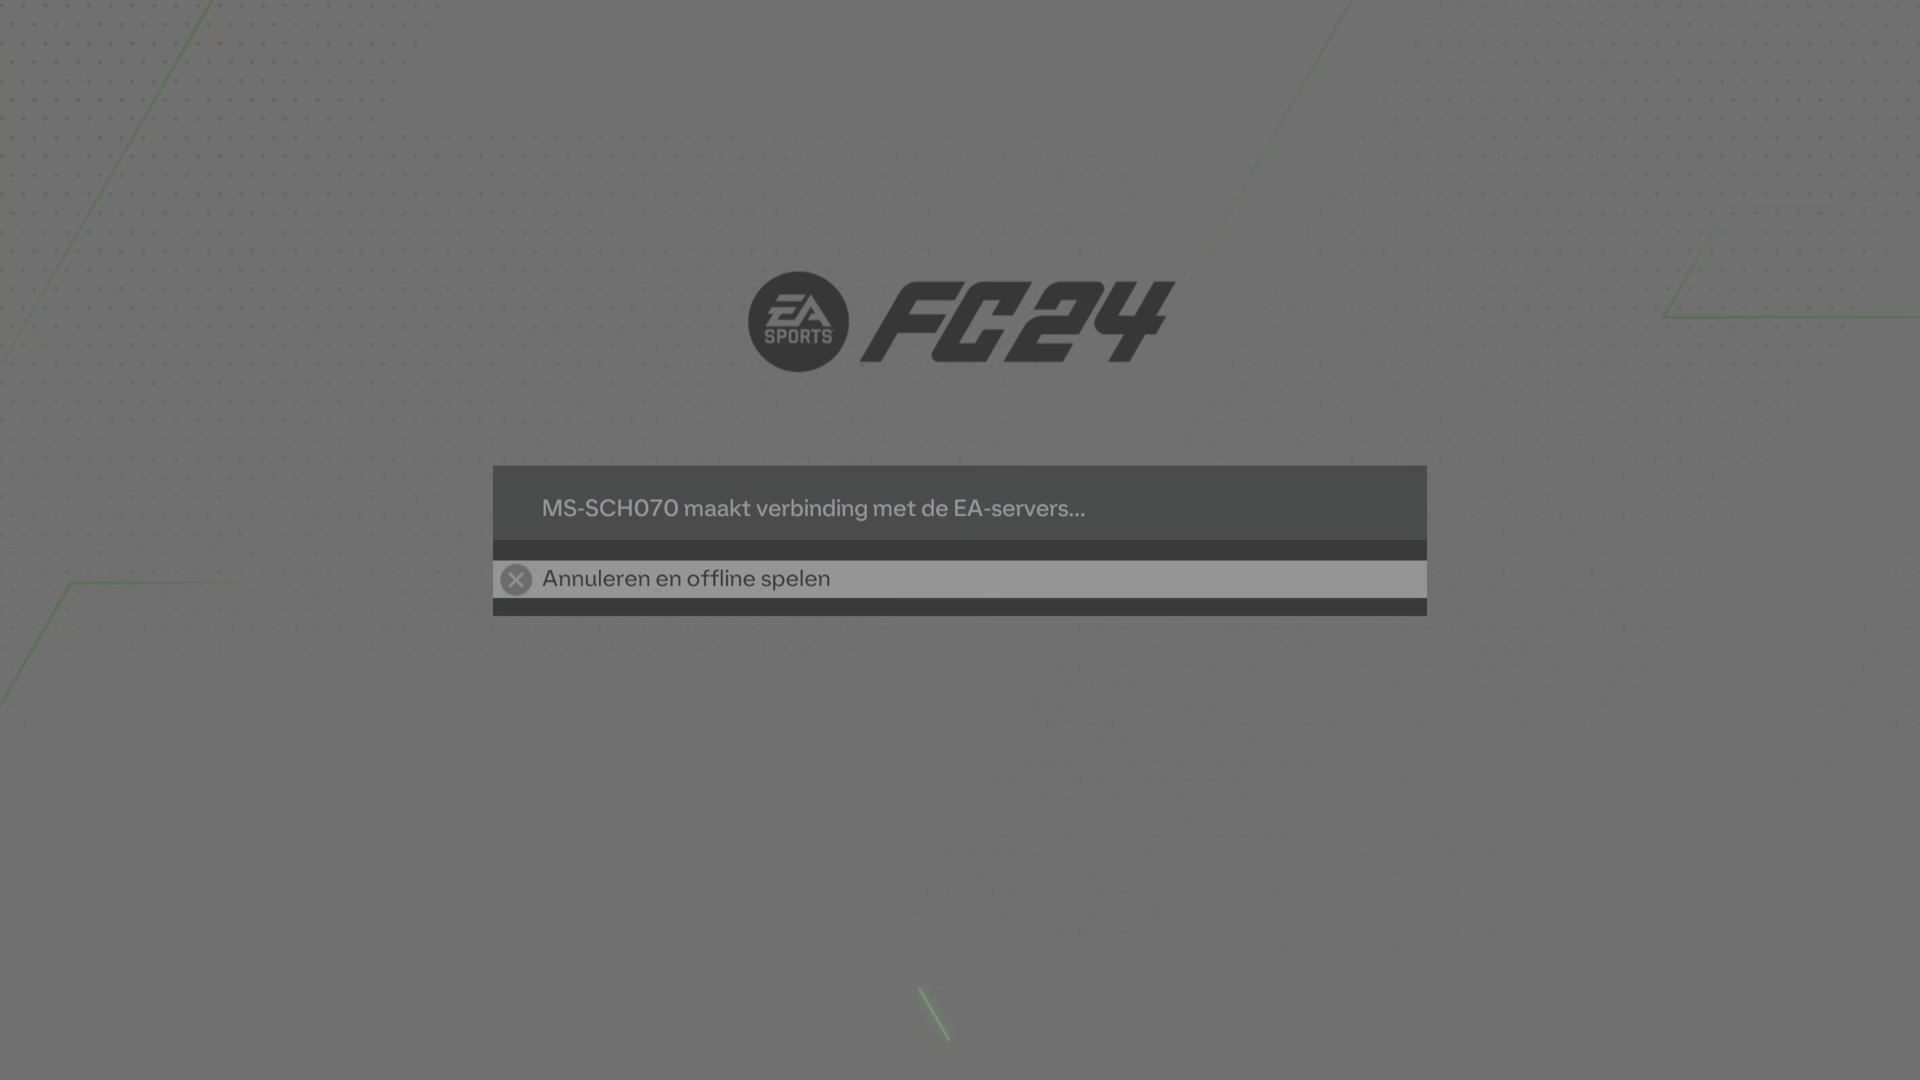 EA
SPORTS
FC24
MS-SCH070 maakt verbinding met de EA-servers...
Annuleren en offline spelen